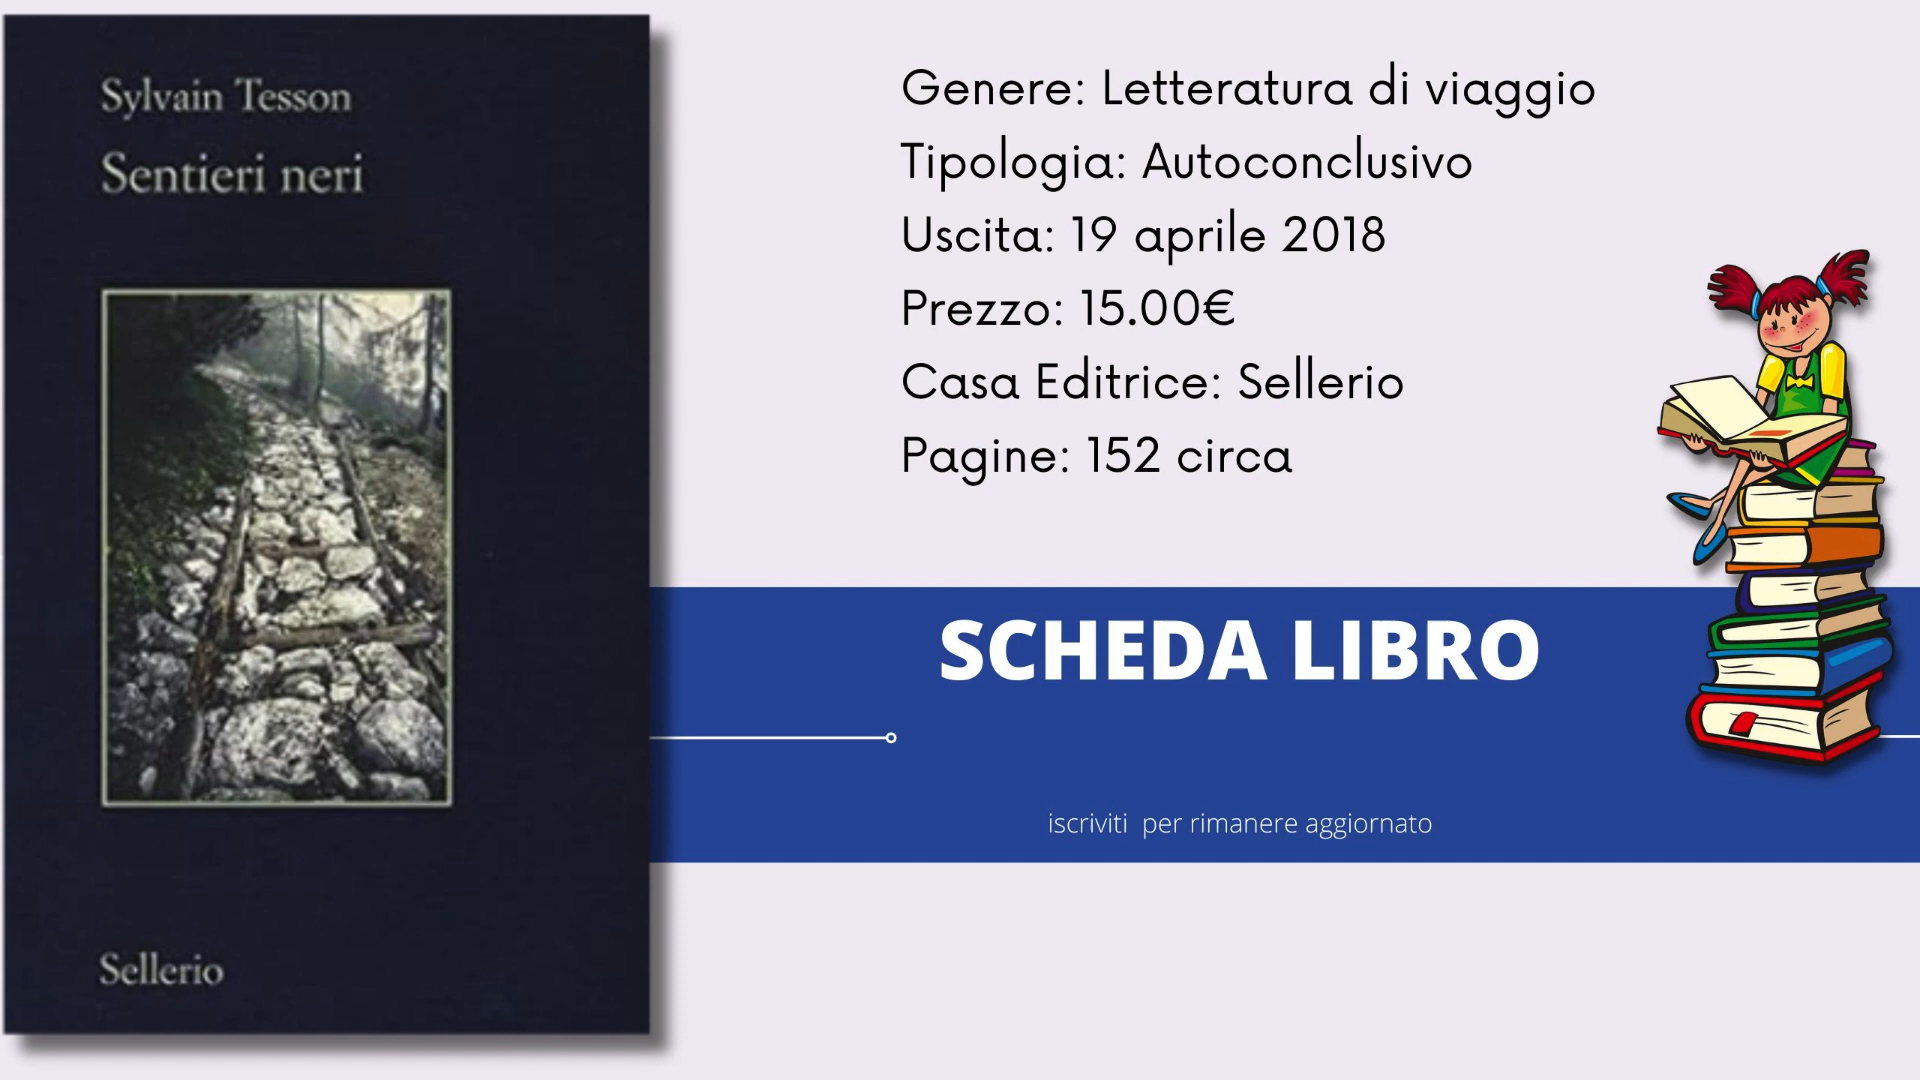 Sylvain Tesson
Sentieri neri
Sellerio
Genere: Letteratura di viaggio
Tipologia: Autoconclusivo
Uscita: 19 aprile 2018
Prezzo: 15.00€
Casa Editrice: Sellerio
Pagine: 152 circa
SCHEDA LIBRO
iscriviti  per rimanere aggiornato